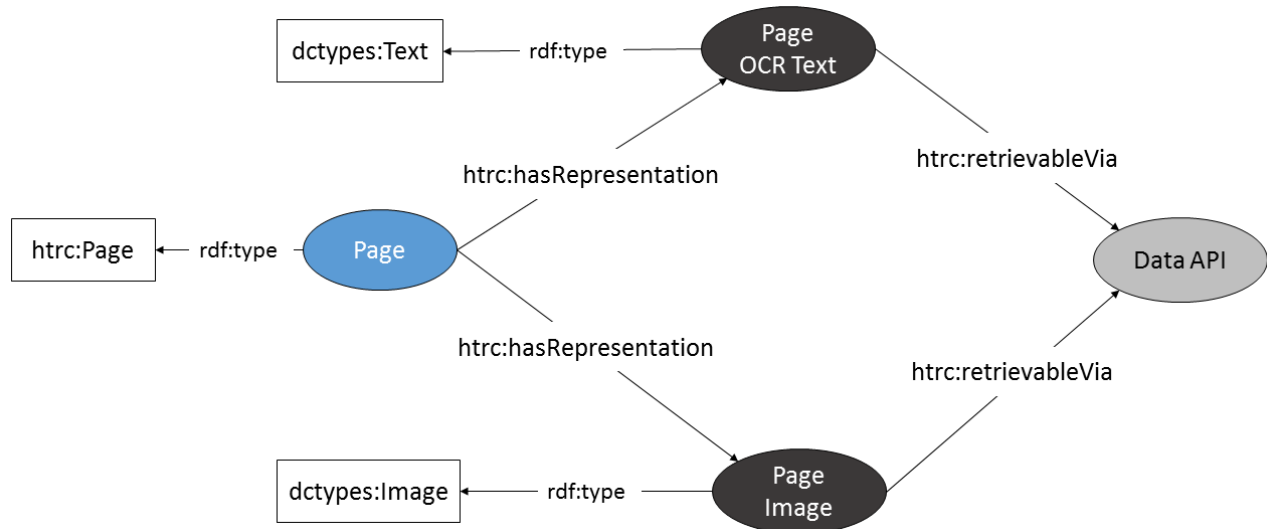 dctypes:Text
rdf:type
Page
OCR Text
htrc:hasRepresentation
htrc:retrievableVia
htrc:Page
rdf:type
Page
Data API
htrc:hasRepresentation
htrc:retrievableVia
dctypes:Image
rdf:type
Page
Image